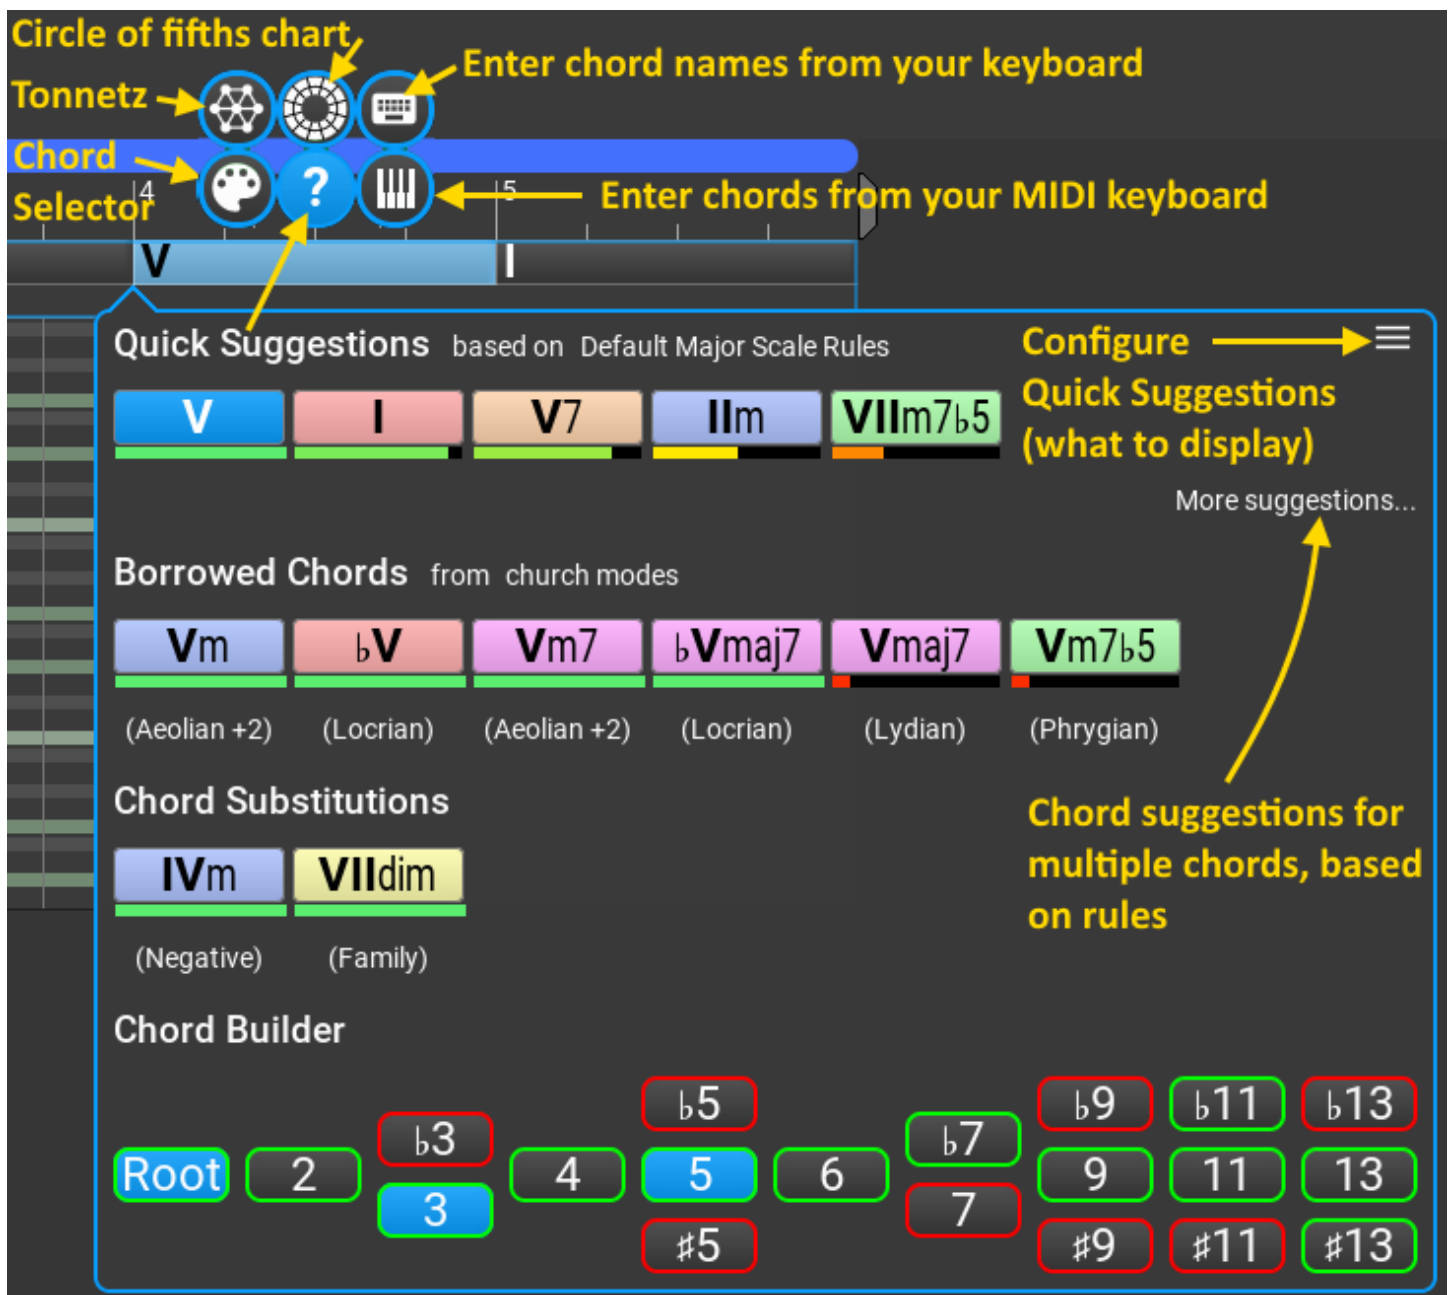 Circle of fifths chart
Enter chord names from your keyboard
Tonnetz
Chord
Selector
?
Enter chords from your MIDI keyboard
4
5
V
I
Quick Suggestions based on Default Major Scale Rules
Configure
Quick Suggestions
(what to display)
V I V7 IIm VIIm7♭5
More suggestions...
Borrowed Chords from church modes
Vm ♭V Vm7 ♭Vmaj7 Vmaj7 Vm7♭5
(Aeolian +2) (Locrian) (Aeolian +2) (Locrian) (Lydian) (Phrygian)
Chord Substitutions
Chord suggestions for
multiple chords, based
on rules
IVm VIIdim
(Negative) (Family)
Chord Builder
♭5 ♭9 ♭11 ♭13
♭3 ♭7
Root 2 4 5 6 9 11 13
3 7
♯5 ♯9 ♯11 ♯13